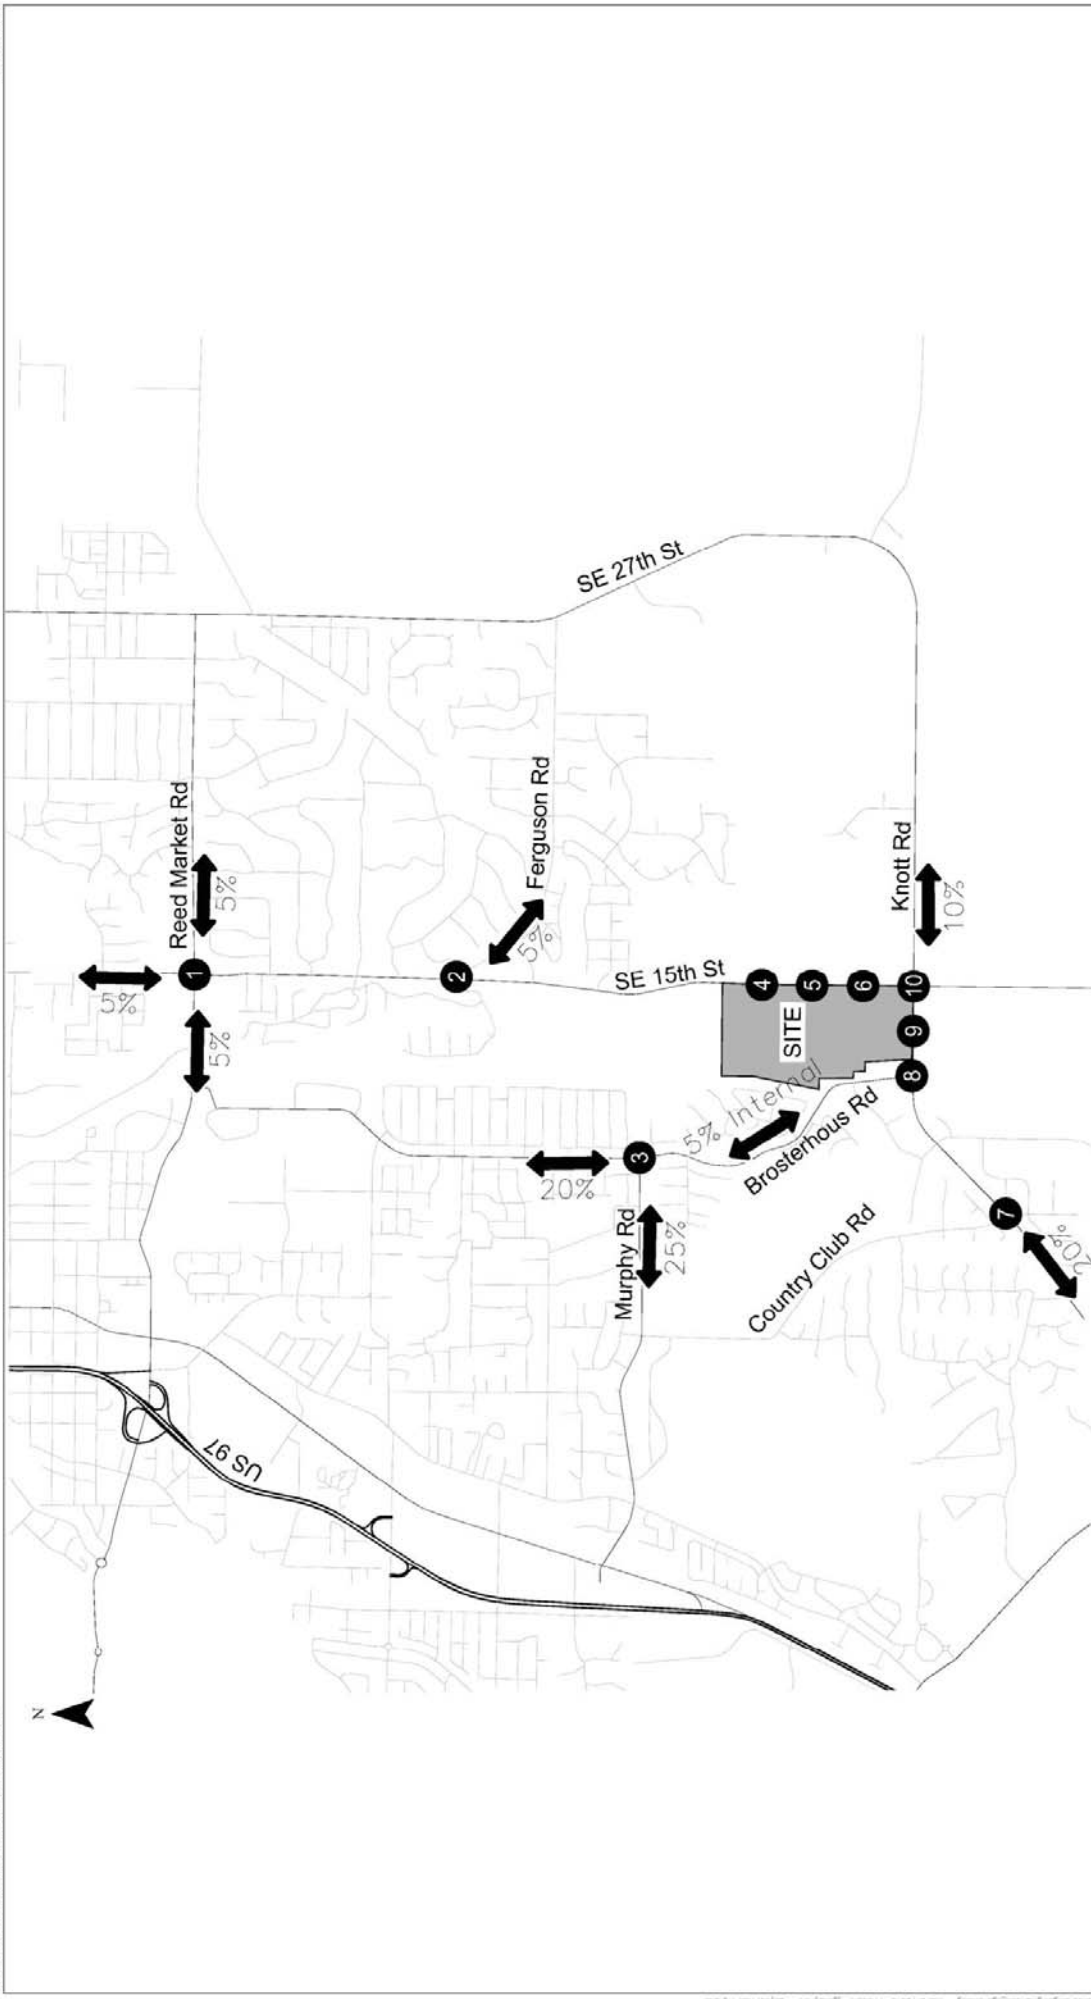 5%
Reed Market Rd
1
5%
5%
2
Ferguson Rd
5%
SE 27th St
SE 15th St
3
20%
Murphy Rd
25%
5% Internal
SITE
4
5
6
Knott Rd
10
10%
9
8
Brosterhous Rd
Country Club Rd
7
20%
US 97
N